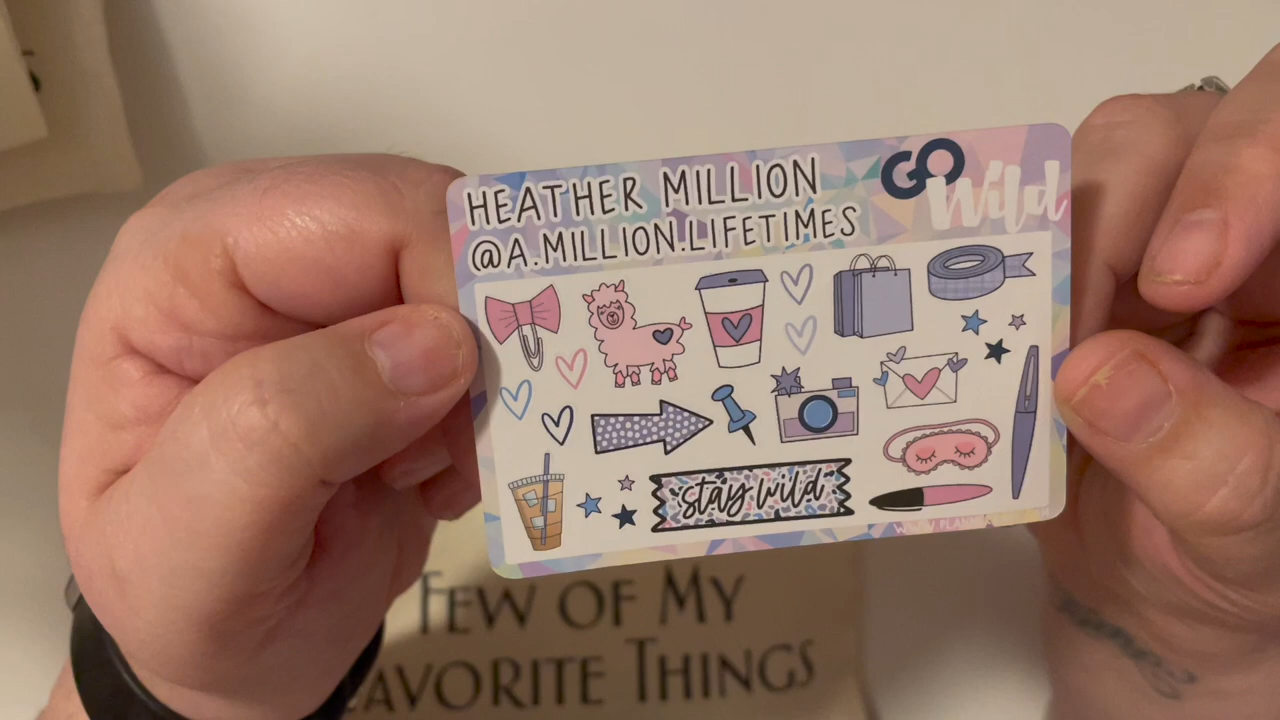 HEATHER MILLION
@A.MILLION.LIFETIMES
GO
Wild
stay wild
FEW OF MY
FAVORITE THINGS